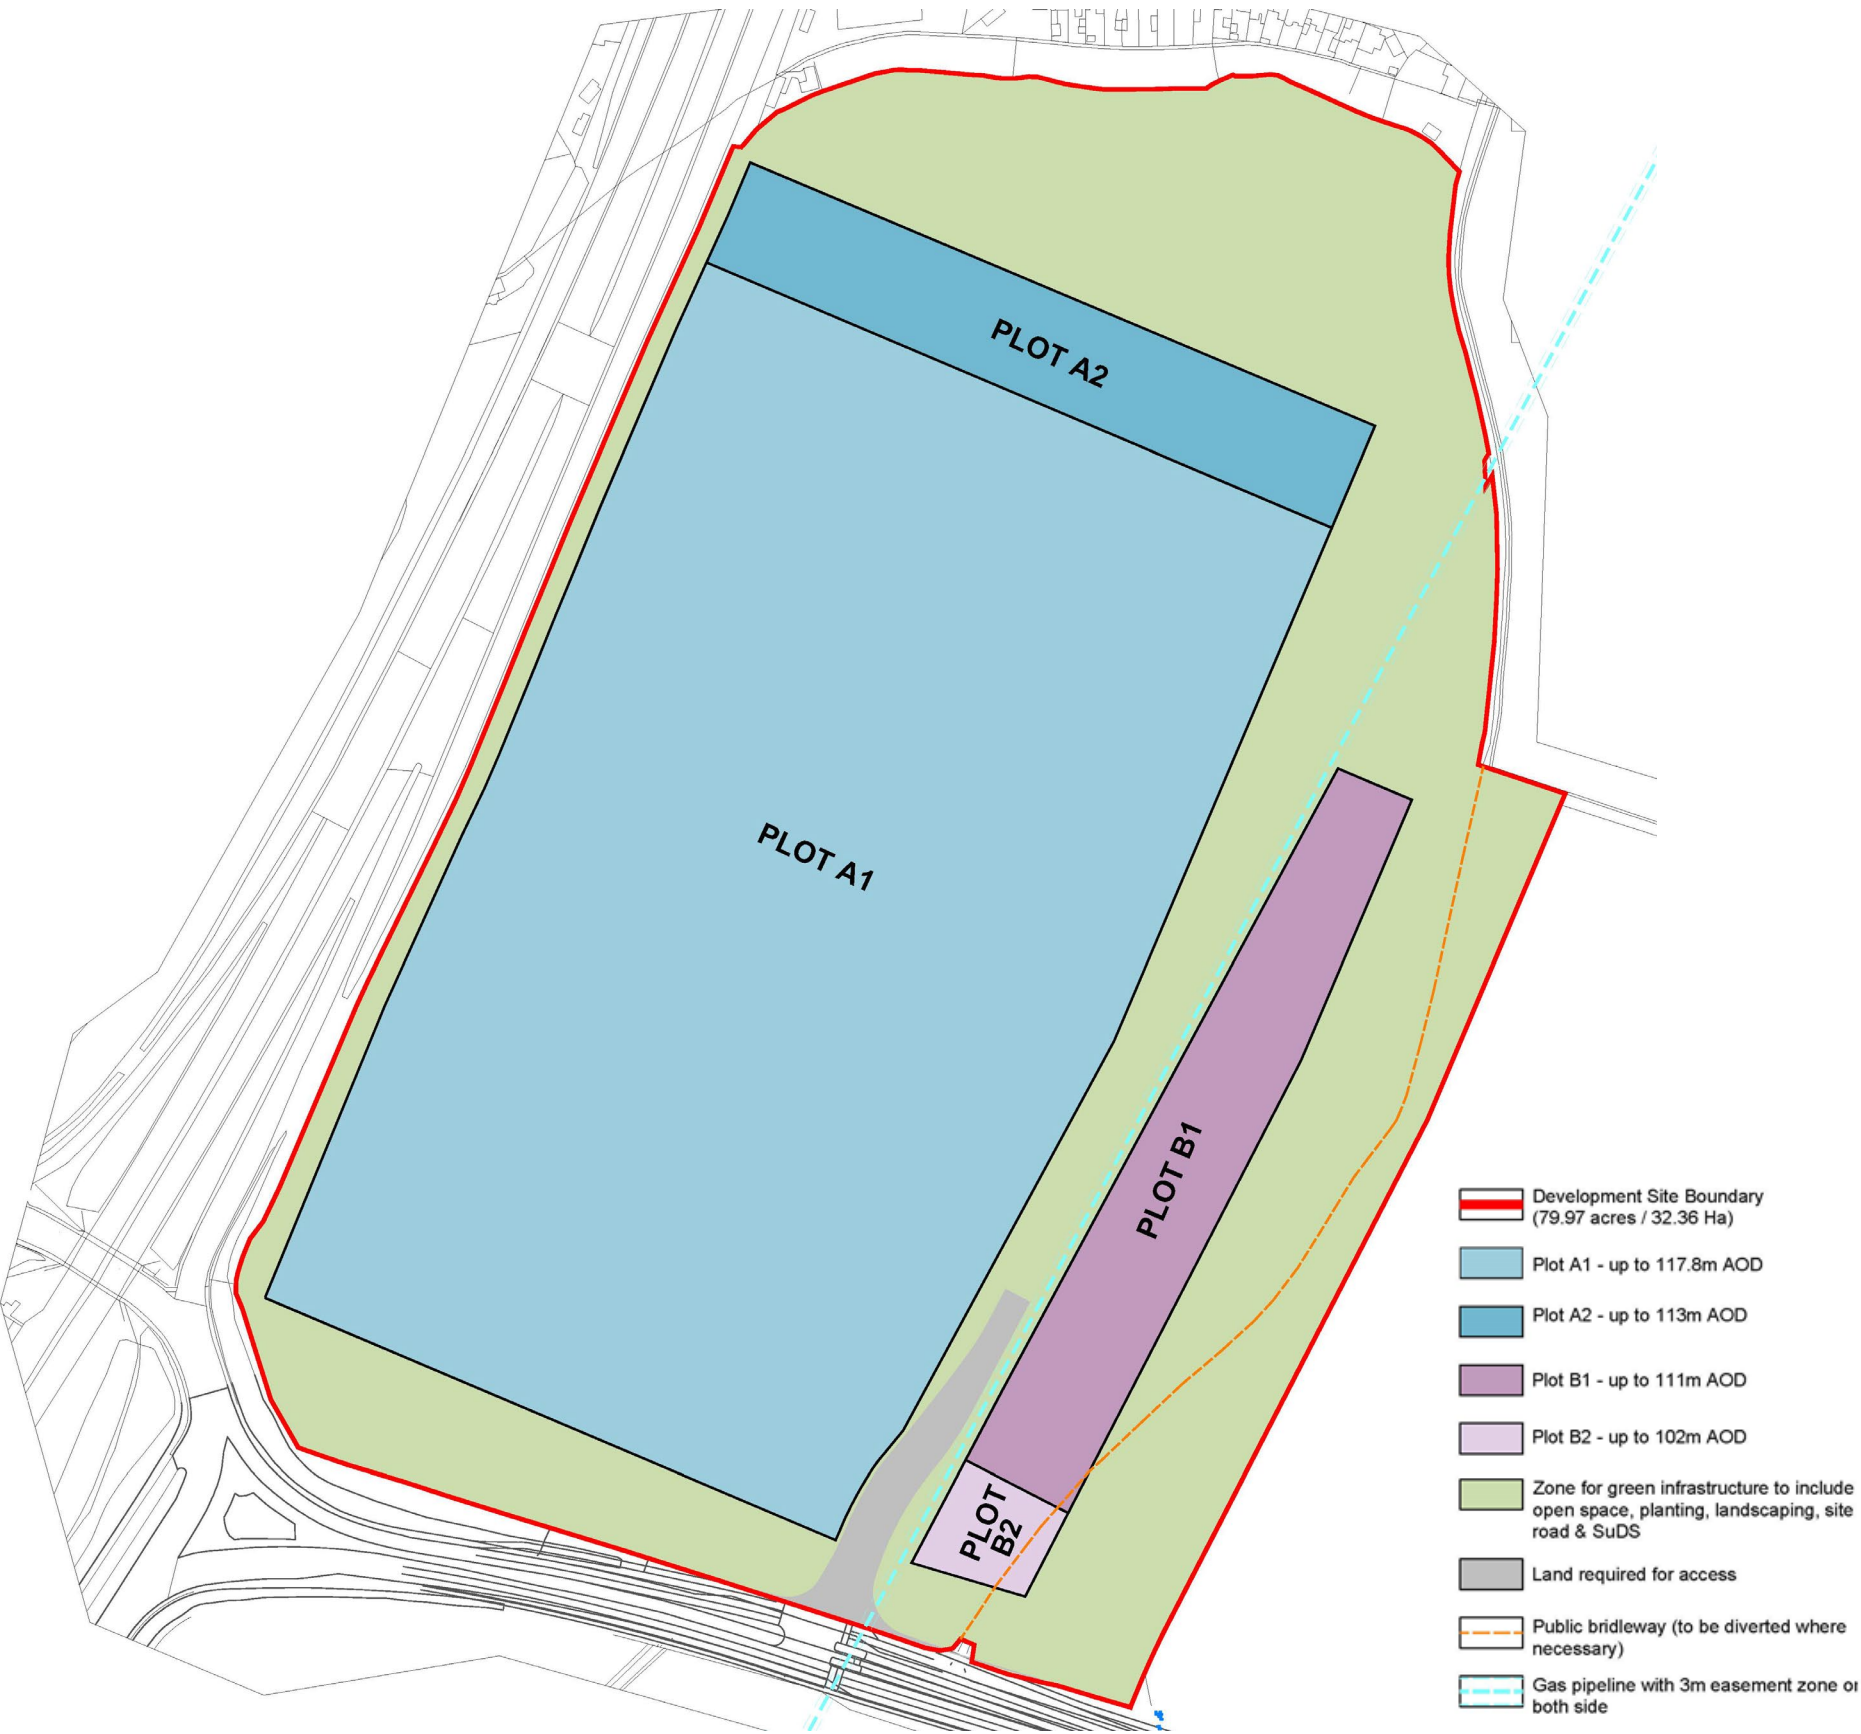 PLOT A2
PLOT A1
PLOT B1
PLOT
B2
Development Site Boundary
(79.97 acres / 32.36 Ha)
Plot A1 - up to 117.8m AOD
Plot A2 - up to 113m AOD
Plot B1 - up to 111m AOD
Plot B2 - up to 102m AOD
Zone for green infrastructure to include
open space, planting, landscaping, site
road & SuDS
Land required for access
Public bridleway (to be diverted where
necessary)
Gas pipeline with 3m easement zone
both side